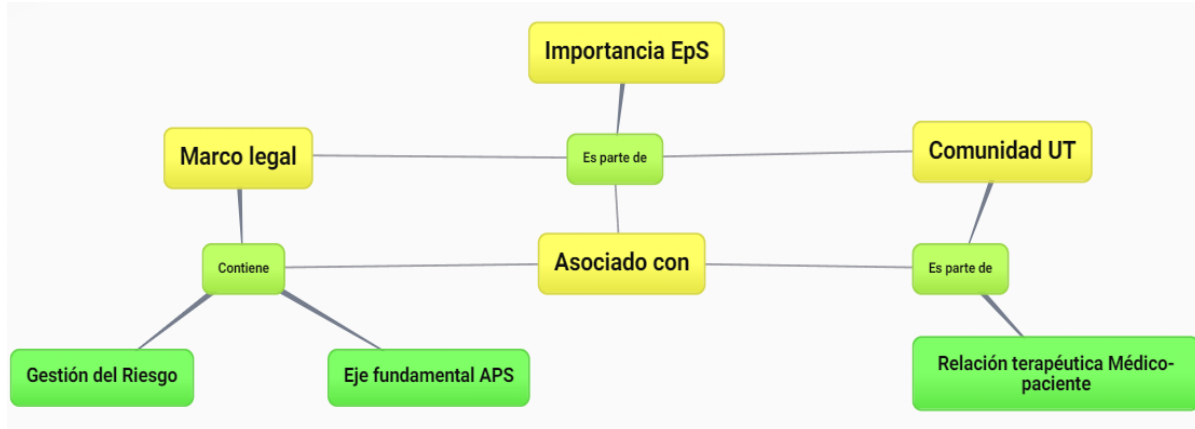 Importancia EpS
Marco legal
Es parte de
Comunidad UT
Contiene
Asociado con
Es parte de
Gestión del Riesgo
Eje fundamental APS
Relación terapéutica Médico-
paciente